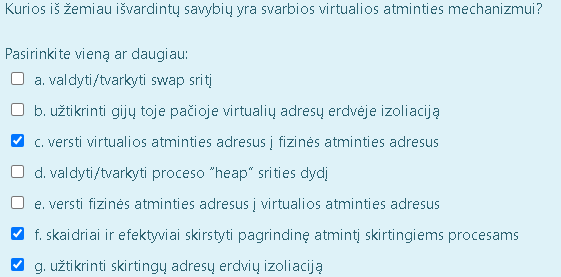 Kurios iš žemiau išvardintų savybių yra svarbios virtualios atminties mechanizmui?
Pasirinkite vieną ar daugiau:
a. valdyti/tvarkyti swap sritį
b. užtikrinti gijų toje pačioje virtualių adresų erdvėje izoliaciją
c. versti virtualios atminties adresus į fizinės atminties adresus
d. valdyti/tvarkyti proceso "heap" srities dydį
e. versti fizinės atminties adresus į virtualios atminties adresus
f. skaidriai ir efektyviai skirstyti pagrindinę atmintį skirtingiems procesams
g. užtikrinti skirtingų adresų erdvių izoliaciją